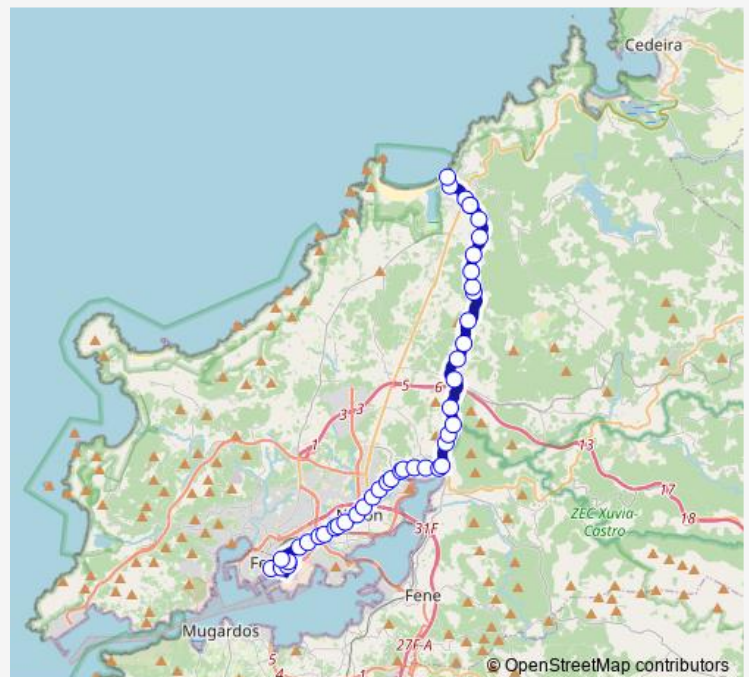 Cedeira
5
6
3
3
1
13
17
18
ZEC Xuvia-
Castro
31F
Fene
Mugardos
27F-A
5
4
© OpenStreetMap contributors